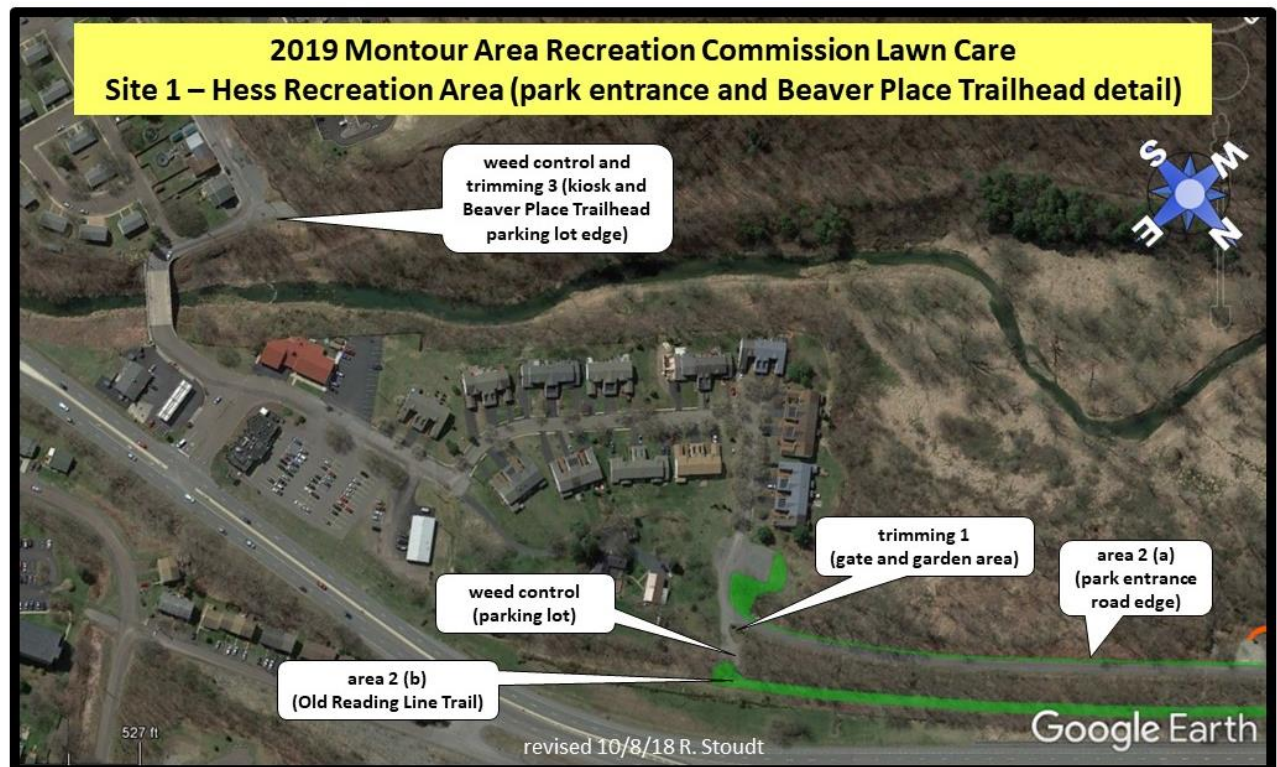 2019 Montour Area Recreation Commission Lawn Care
Site 1 – Hess Recreation Area (park entrance and Beaver Place Trailhead detail)
weed control and
trimming 3 (kiosk and
Beaver Place Trailhead
parking lot edge)
S
W
E
N
trimming 1
(gate and garden area)
area 2 (a)
(park entrance
road edge)
weed control
(parking lot)
area 2 (b)
(Old Reading Line Trail)
527 ft
revised 10/8/18 R. Stoudt
Google Earth